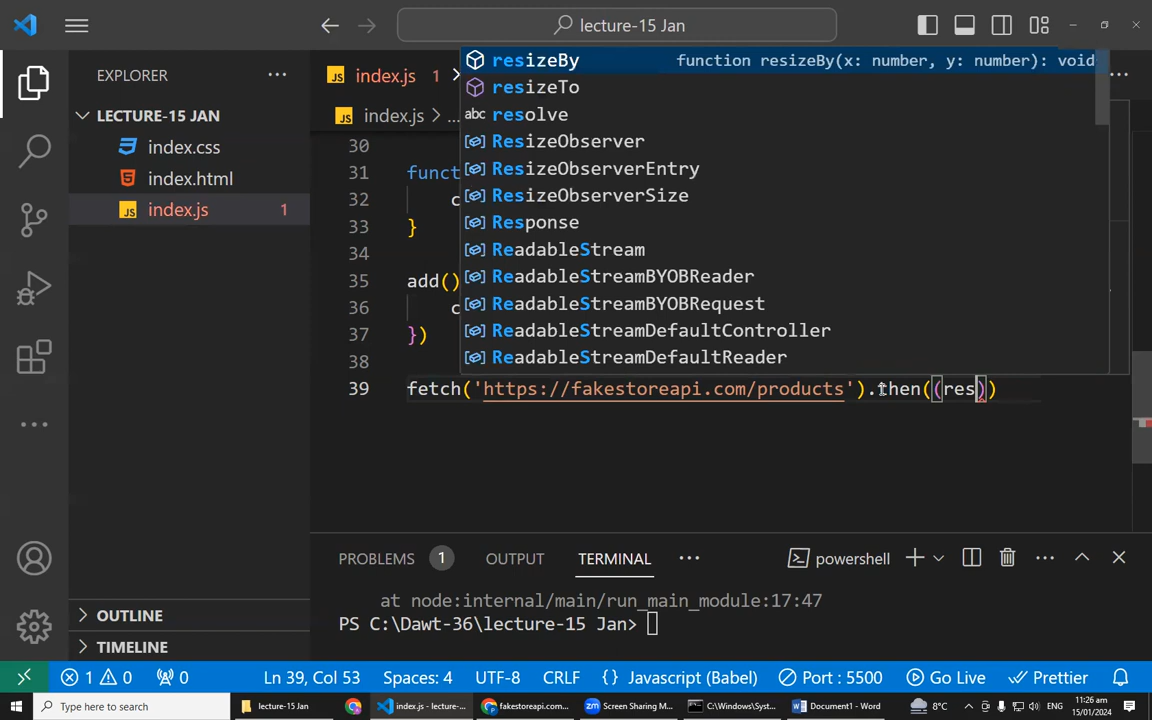 lecture-15 Jan
EXPLORER
LECTURE-15 JAN
index.css
index.html
index.js 1
JS index.js 1
JS index.js > ...
resizeBy function resizeBy(x: number, y: number): void
resizeTo
abc resolve
ResizeObserver
ResizeObserverEntry
ResizeObserverSize
Response
ReadableStream
ReadableStreamBYOBReader
ReadableStreamBYOBRequest
ReadableStreamDefaultController
ReadableStreamDefaultReader
30
31 funct
32 c
33 }
34
35 add()
36 c
37 })
38
39 fetch('https://fakestoreapi.com/products').then((res))
OUTLINE
TIMELINE
PROBLEMS 1 OUTPUT TERMINAL ... powershell
at node:internal/main/run_main_module:17:47
PS C:\Dawt-36\lecture-15 Jan>
1 0 0 Ln 39, Col 53 Spaces: 4 UTF-8 CRLF {} Javascript (Babel) Port : 5500 Go Live Prettier
Type here to search lecture-15 Jan index.js - lecture-... fakestoreapi.com... Screen Sharing M... C:\Windows\Syst... Document1 - Word 8°C ENG 11:26 am
15/01/2024